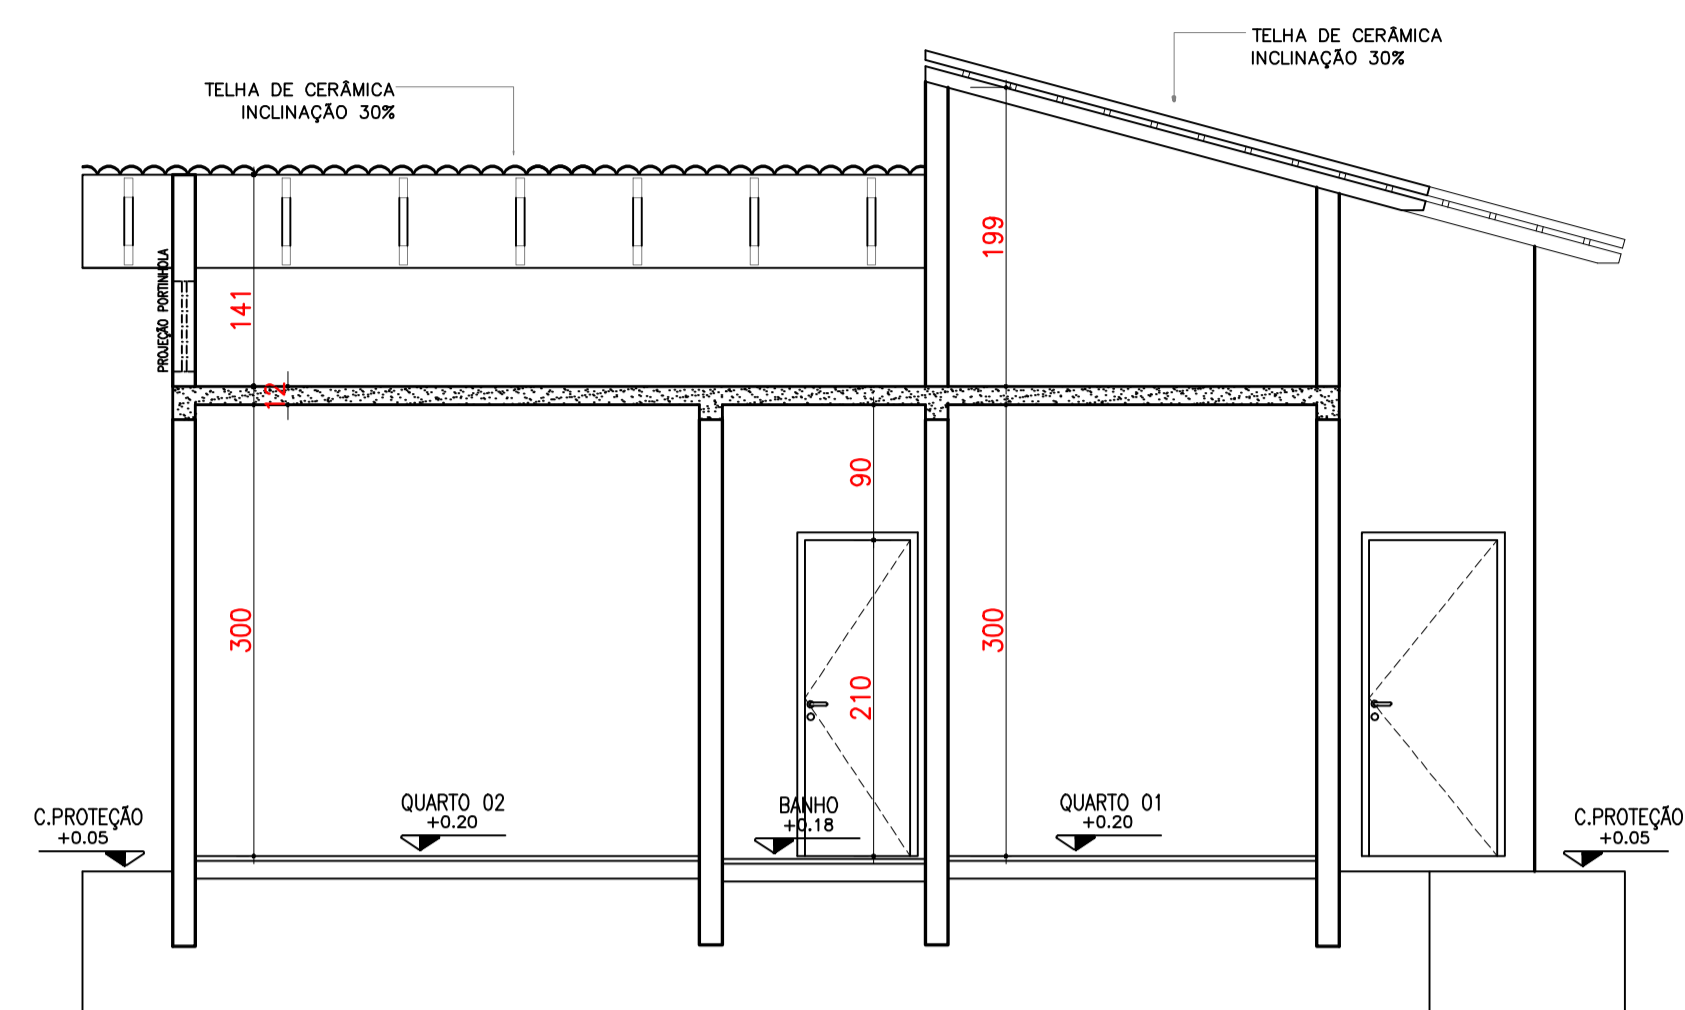 TELHA DE CERÂMICA
INCLINAÇÃO 30%
TELHA DE CERÂMICA
INCLINAÇÃO 30%
PROJEÇÃO PORTINHOLA
141
199
12
90
300
300
210
C.PROTEÇÃO
+0.05
QUARTO 02
+0.20
BANHO
+0.18
QUARTO 01
+0.20
C.PROTEÇÃO
+0.05